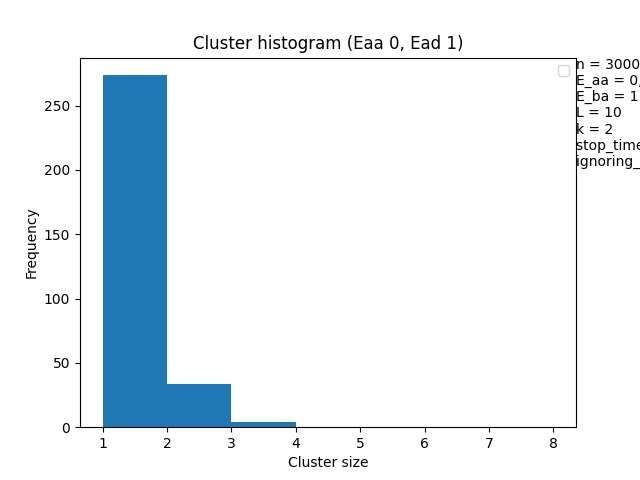 Cluster histogram (Eaa 0, Ead 1)
n = 3000
E_aa = 0,
E_ba = 1
L = 10
k = 2
stop_time
ignoring_
Frequency
250
200
150
100
50
0
1 2 3 4 5 6 7 8
Cluster size